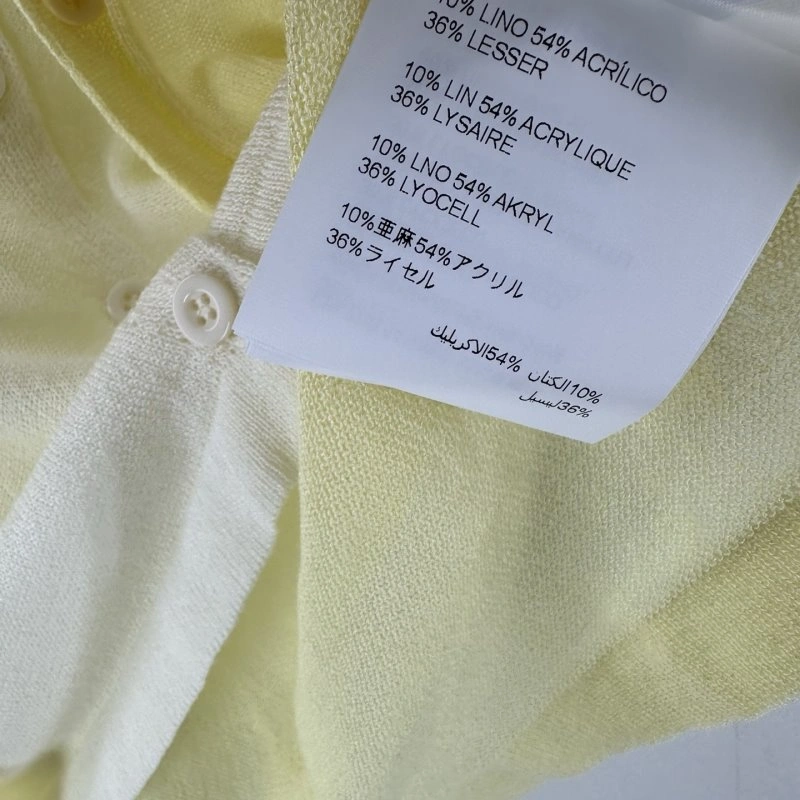 10% LINO 54% ACRÍLICO
36% LESSER
10% LIN 54% ACRYLIQUE
36% LYSAIRE
10% LNO 54% AKRYL
36% LYOCELL
10%亜麻54%アクリル
36%ライセル
10%الكتان 54%الاكريليك
36%ليسيل